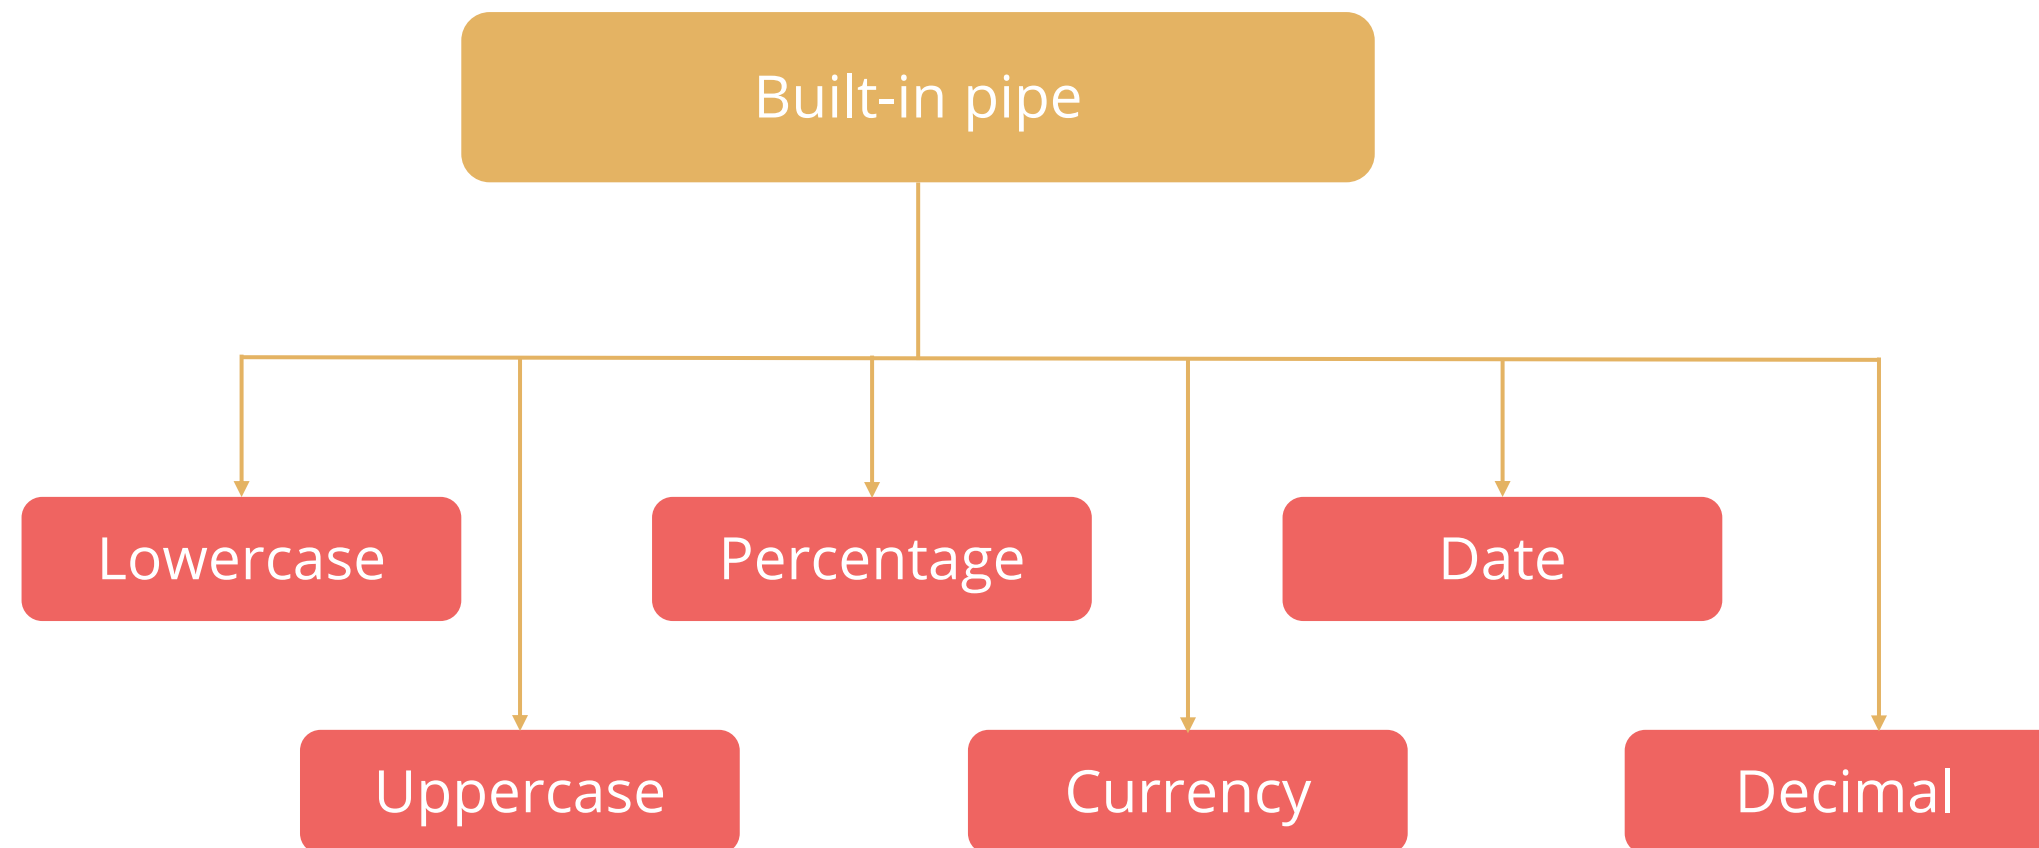 Built-in pipe
Lowercase
Percentage
Date
Uppercase
Currency
Decimal